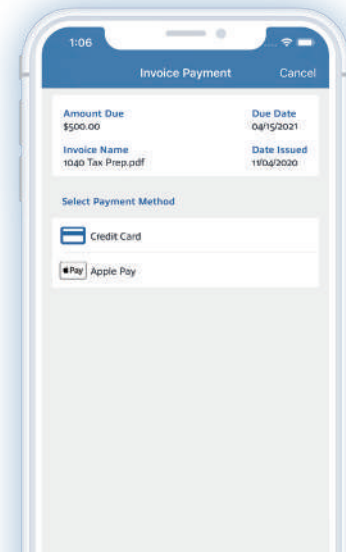 1:06
Invoice Payment
Cancel
Amount Due
$500.00
Due Date
04/15/2021
Invoice Name
1040 Tax Prep.pdf
Date Issued
11/04/2020
Select Payment Method
Credit Card
Pay
Apple Pay